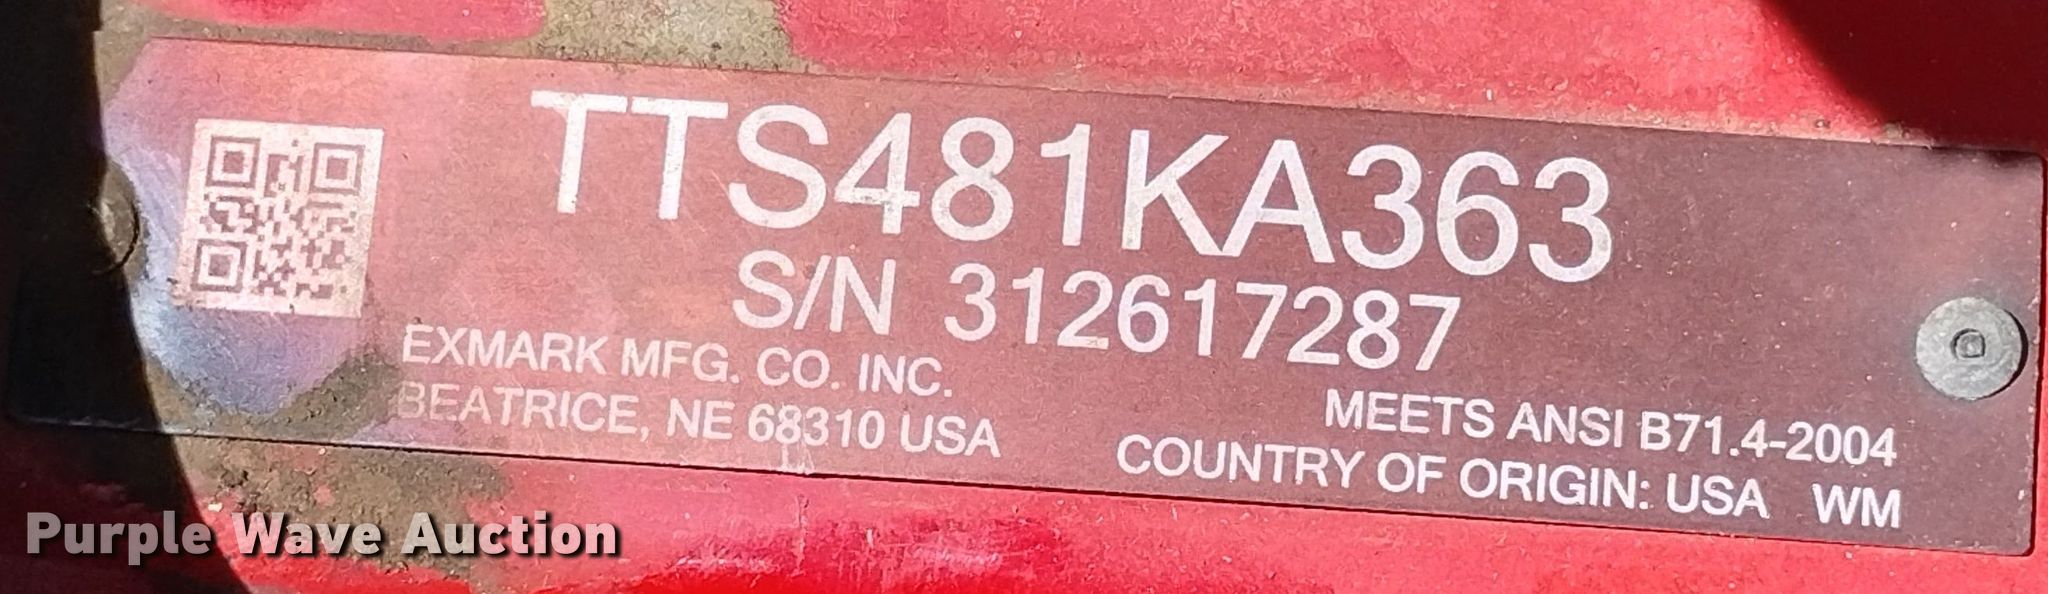 TTS481KA363
S/N 312617287
EXMARK MFG. CO. INC.
BEATRICE, NE 68310 USA
MEETS ANSI B71.4-2004
COUNTRY OF ORIGIN: USA WM
Purple Wave Auction